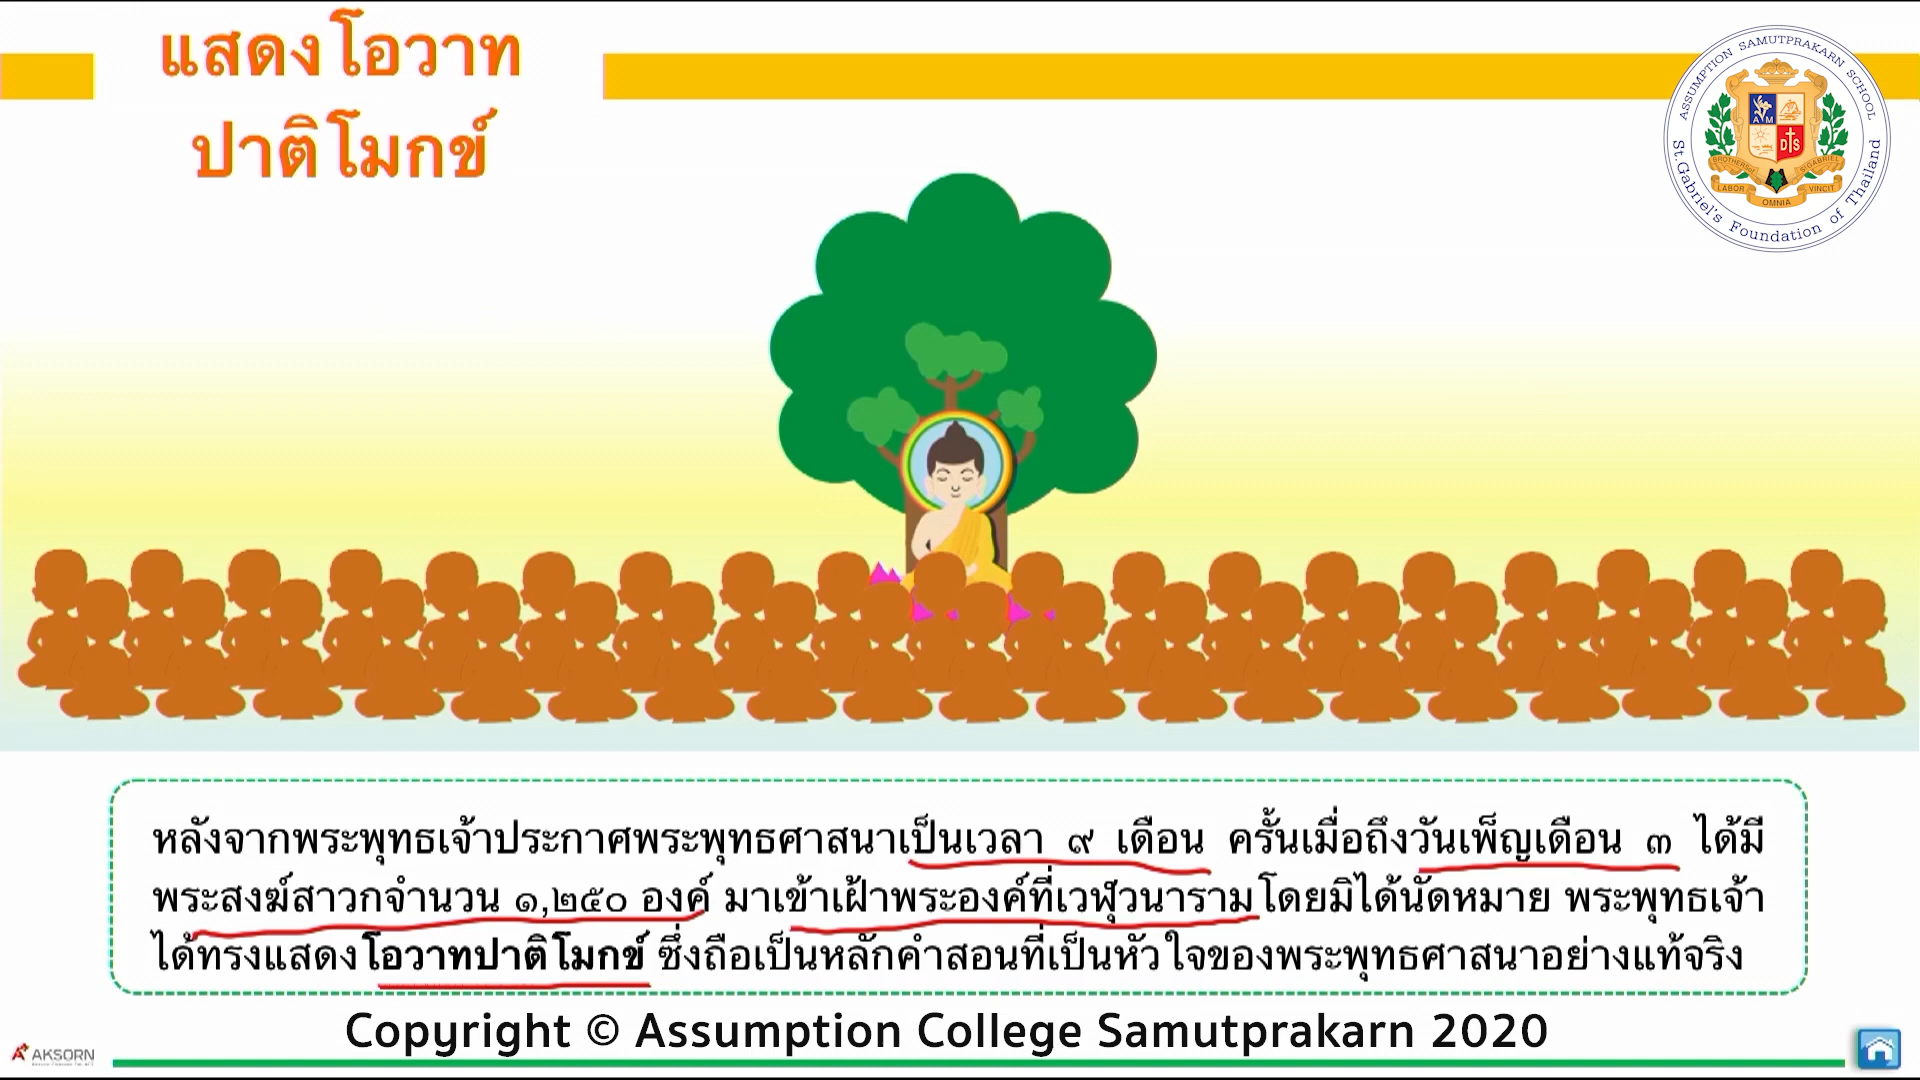 แสดงโอวาท
ปาติโมกข์
ASSUMPTION SAMUTPRAKARN SCHOOL
St.Gabriel's Foundation of Thailand
A M
D S
BROTHERS of St GABRIEL
LABOR OMNIA VINCIT
หลังจากพระพุทธเจ้าประกาศพระพุทธศาสนาเป็นเวลา ๙ เดือน ครั้นเมื่อถึงวันเพ็ญเดือน ๓ ได้มี
พระสงฆ์สาวกจำนวน ๑,๒๕๐ องค์ มาเข้าเฝ้าพระองค์ที่เวฬุวนารามโดยมิได้นัดหมาย พระพุทธเจ้า
ได้ทรงแสดงโอวาทปาติโมกข์ ซึ่งถือเป็นหลักคำสอนที่เป็นหัวใจของพระพุทธศาสนาอย่างแท้จริง
Copyright © Assumption College Samutprakarn 2020
AKSORN